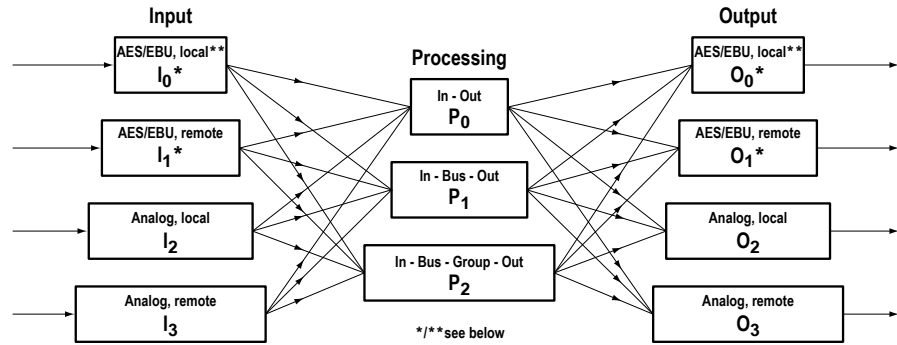 Input
Output
AES/EBU, local**
I0*
AES/EBU, local**
O0*
Processing
In - Out
P0
AES/EBU, remote
I1*
AES/EBU, remote
O1*
In - Bus - Out
P1
Analog, local
I2
Analog, local
O2
In - Bus - Group - Out
P2
Analog, remote
I3
Analog, remote
O3
*/**see below